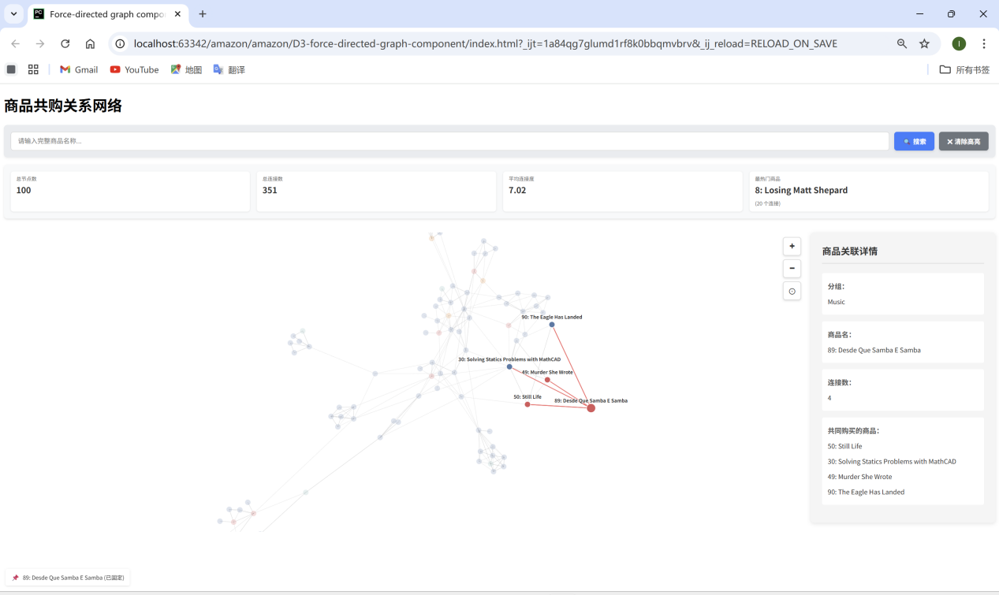 PC
Force-directed graph compo
localhost:63342/amazon/amazon/D3-force-directed-graph-component/index.html?_ijt=1a84qg7glumd1rf8k0bbqmvbrv&_ij_reload=RELOAD_ON_SAVE
I
Gmail
YouTube
地图
翻译
所有书签
商品共购关系网络
请输入完整商品名称...
搜索
清除高亮
总节点数
100
总连接数
351
平均连接度
7.02
最热门商品
8: Losing Matt Shepard
(20 个连接)
90: The Eagle Has Landed
30: Solving Statics Problems with MathCAD
49: Murder She Wrote
50: Still Life
89: Desde Que Samba E Samba
+
−
商品关联详情
分组：
Music
商品名：
89: Desde Que Samba E Samba
连接数：
4
共同购买的商品：
50: Still Life
30: Solving Statics Problems with MathCAD
49: Murder She Wrote
90: The Eagle Has Landed
89: Desde Que Samba E Samba (已固定)